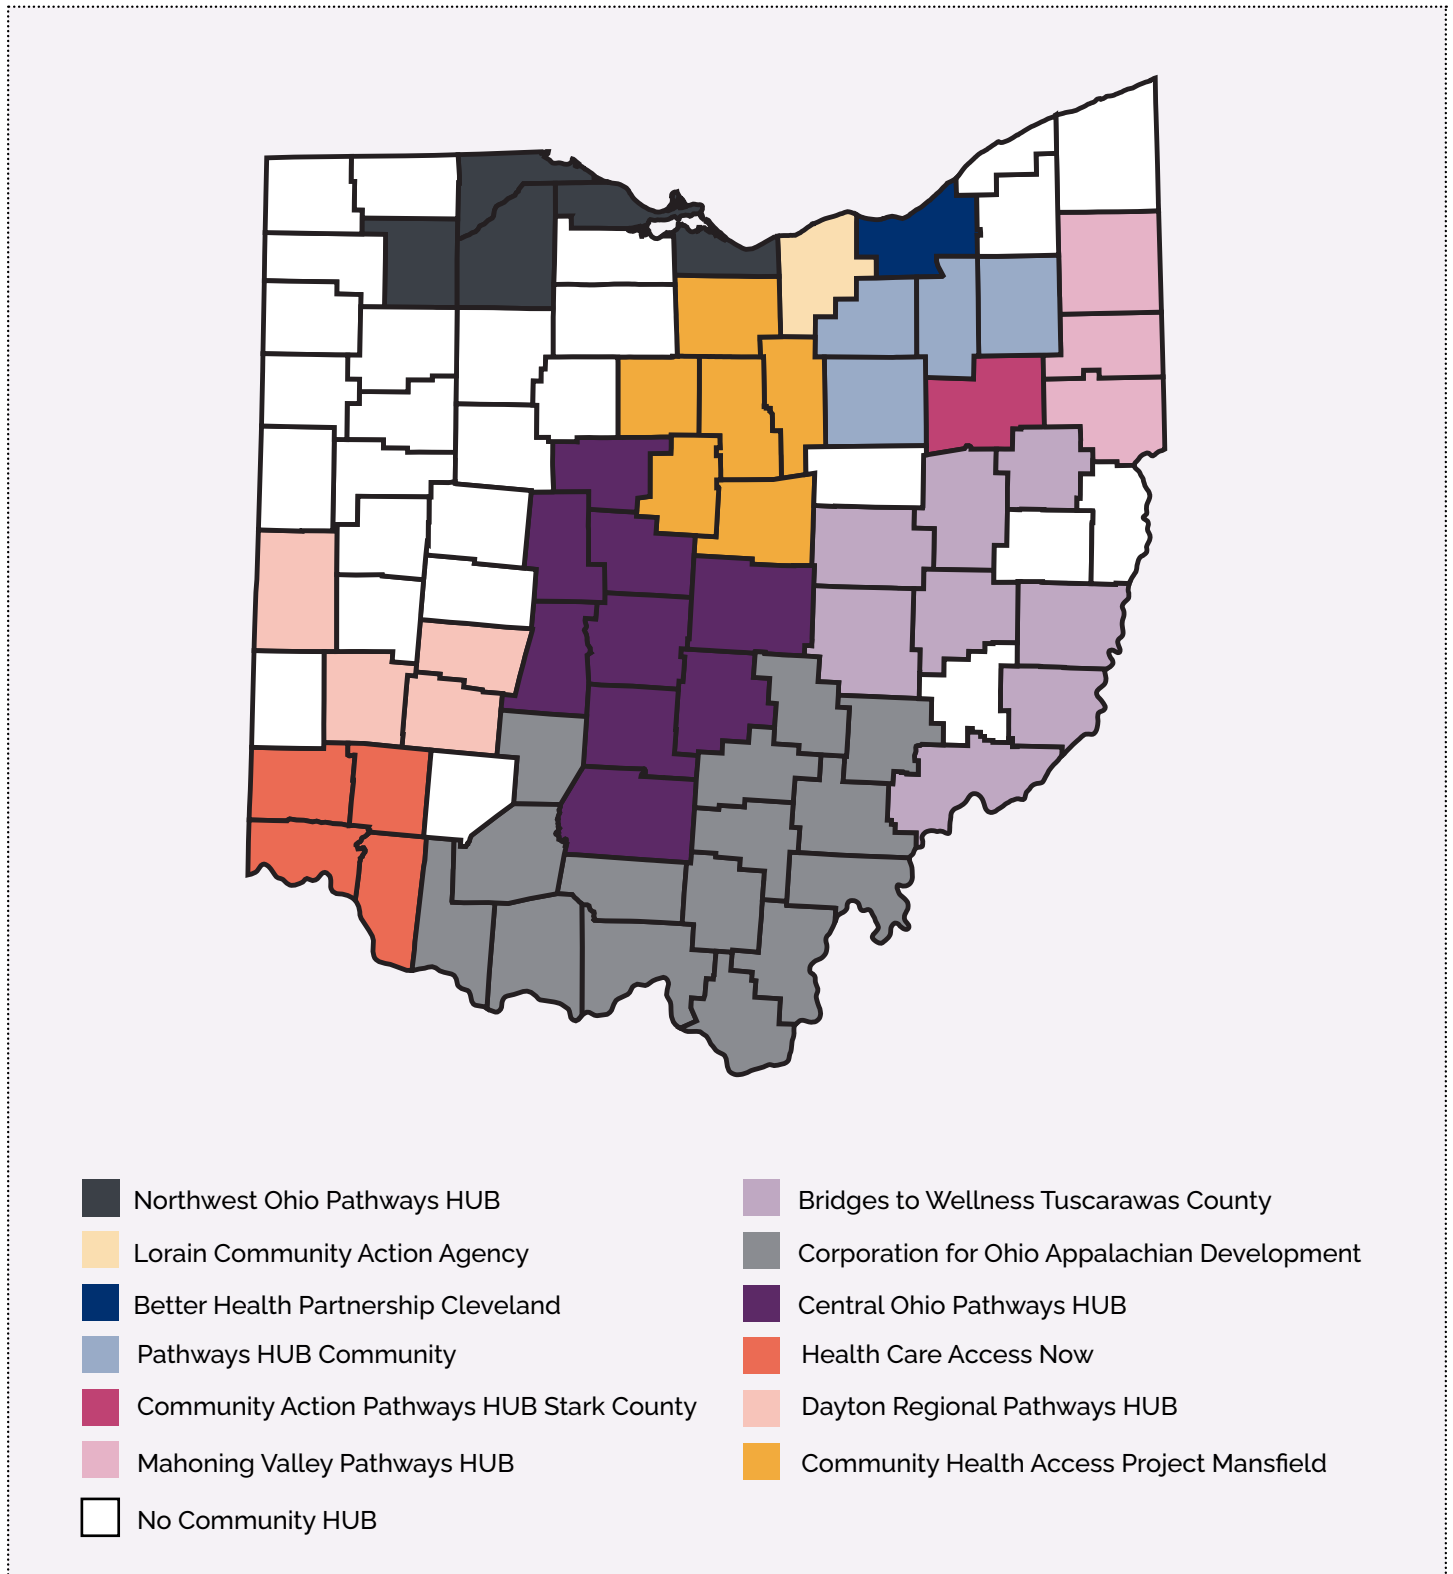 Northwest Ohio Pathways HUB
Lorain Community Action Agency
Better Health Partnership Cleveland
Pathways HUB Community
Community Action Pathways HUB Stark County
Mahoning Valley Pathways HUB
No Community HUB
Bridges to Wellness Tuscarawas County
Corporation for Ohio Appalachian Development
Central Ohio Pathways HUB
Health Care Access Now
Dayton Regional Pathways HUB
Community Health Access Project Mansfield